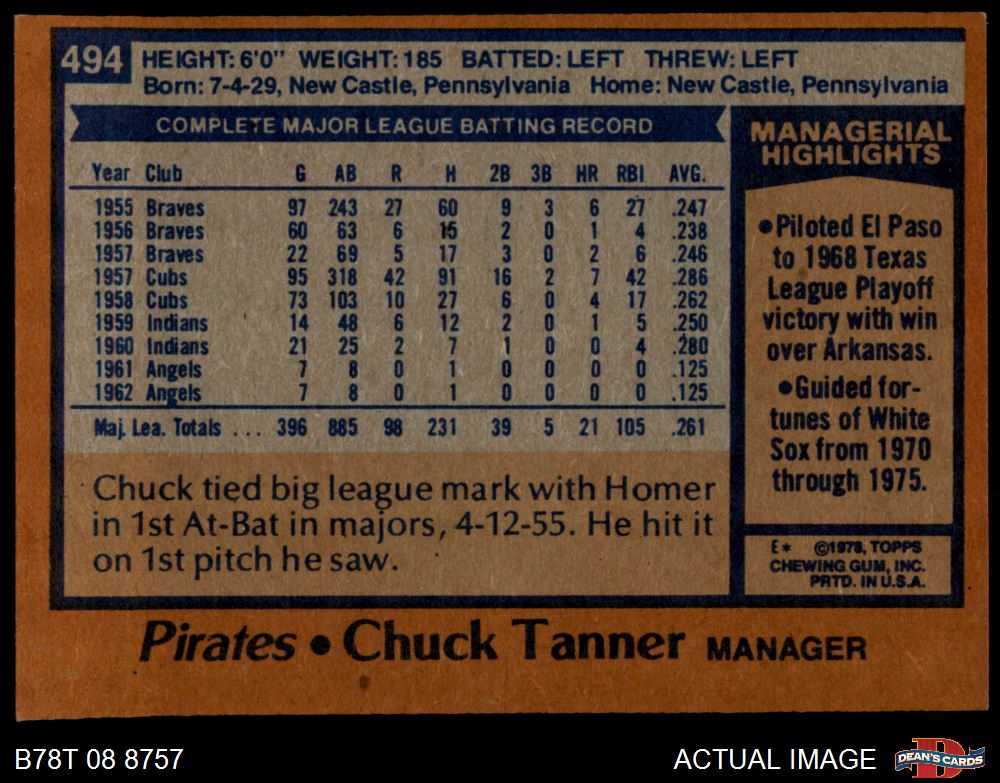 494
HEIGHT: 6'0" WEIGHT: 185 BATTED: LEFT THREW: LEFT
Born: 7-4-29, New Castle, Pennsylvania Home: New Castle, Pennsylvania
COMPLETE MAJOR LEAGUE BATTING RECORD
Year Club G AB R H 2B 3B HR RBI AVG.
1955 Braves 97 243 27 60 9 3 6 27 .247
1956 Braves 60 63 6 15 2 0 1 4 .238
1957 Braves 22 69 5 17 3 0 2 6 .246
1957 Cubs 95 318 42 91 16 2 7 42 .286
1958 Cubs 73 103 10 27 6 0 4 17 .262
1959 Indians 14 48 6 12 2 0 1 5 .250
1960 Indians 21 25 2 7 1 0 0 4 .280
1961 Angels 7 8 0 1 0 0 0 0 .125
1962 Angels 7 8 0 1 0 0 0 0 .125
Maj. Lea. Totals ... 396 885 98 231 39 5 21 105 .261
Chuck tied big league mark with Homer
in 1st At-Bat in majors, 4-12-55. He hit it
on 1st pitch he saw.
MANAGERIAL
HIGHLIGHTS
•Piloted El Paso
to 1968 Texas
League Playoff
victory with win
over Arkansas.
•Guided for-
tunes of White
Sox from 1970
through 1975.
E* ©1978, TOPPS
CHEWING GUM, INC.
PRTD. IN U.S.A.
Pirates • Chuck Tanner MANAGER
B78T 08 8757
ACTUAL IMAGE
D
DEAN'S CARDS